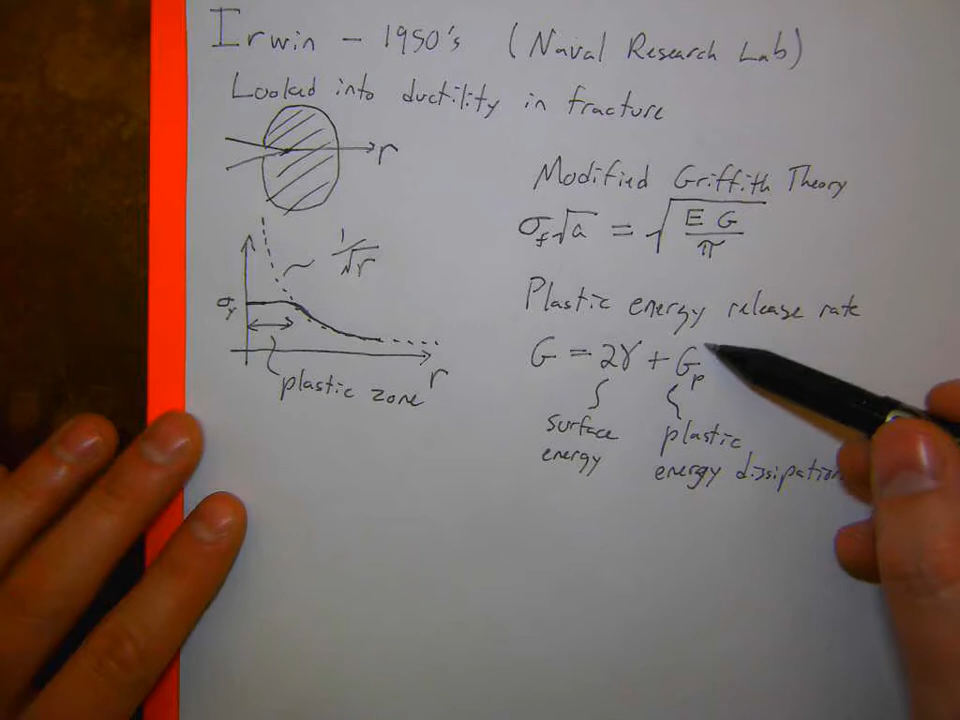 Irwin - 1950's (Naval Research Lab)
Looked into ductility in fracture
r
1/√r
σy
plastic zone
r
Modified Griffith Theory
σf√a = √(E G/π)
Plastic energy release rate
G = 2γ + Gp
surface
energy
plastic
energy dissipation